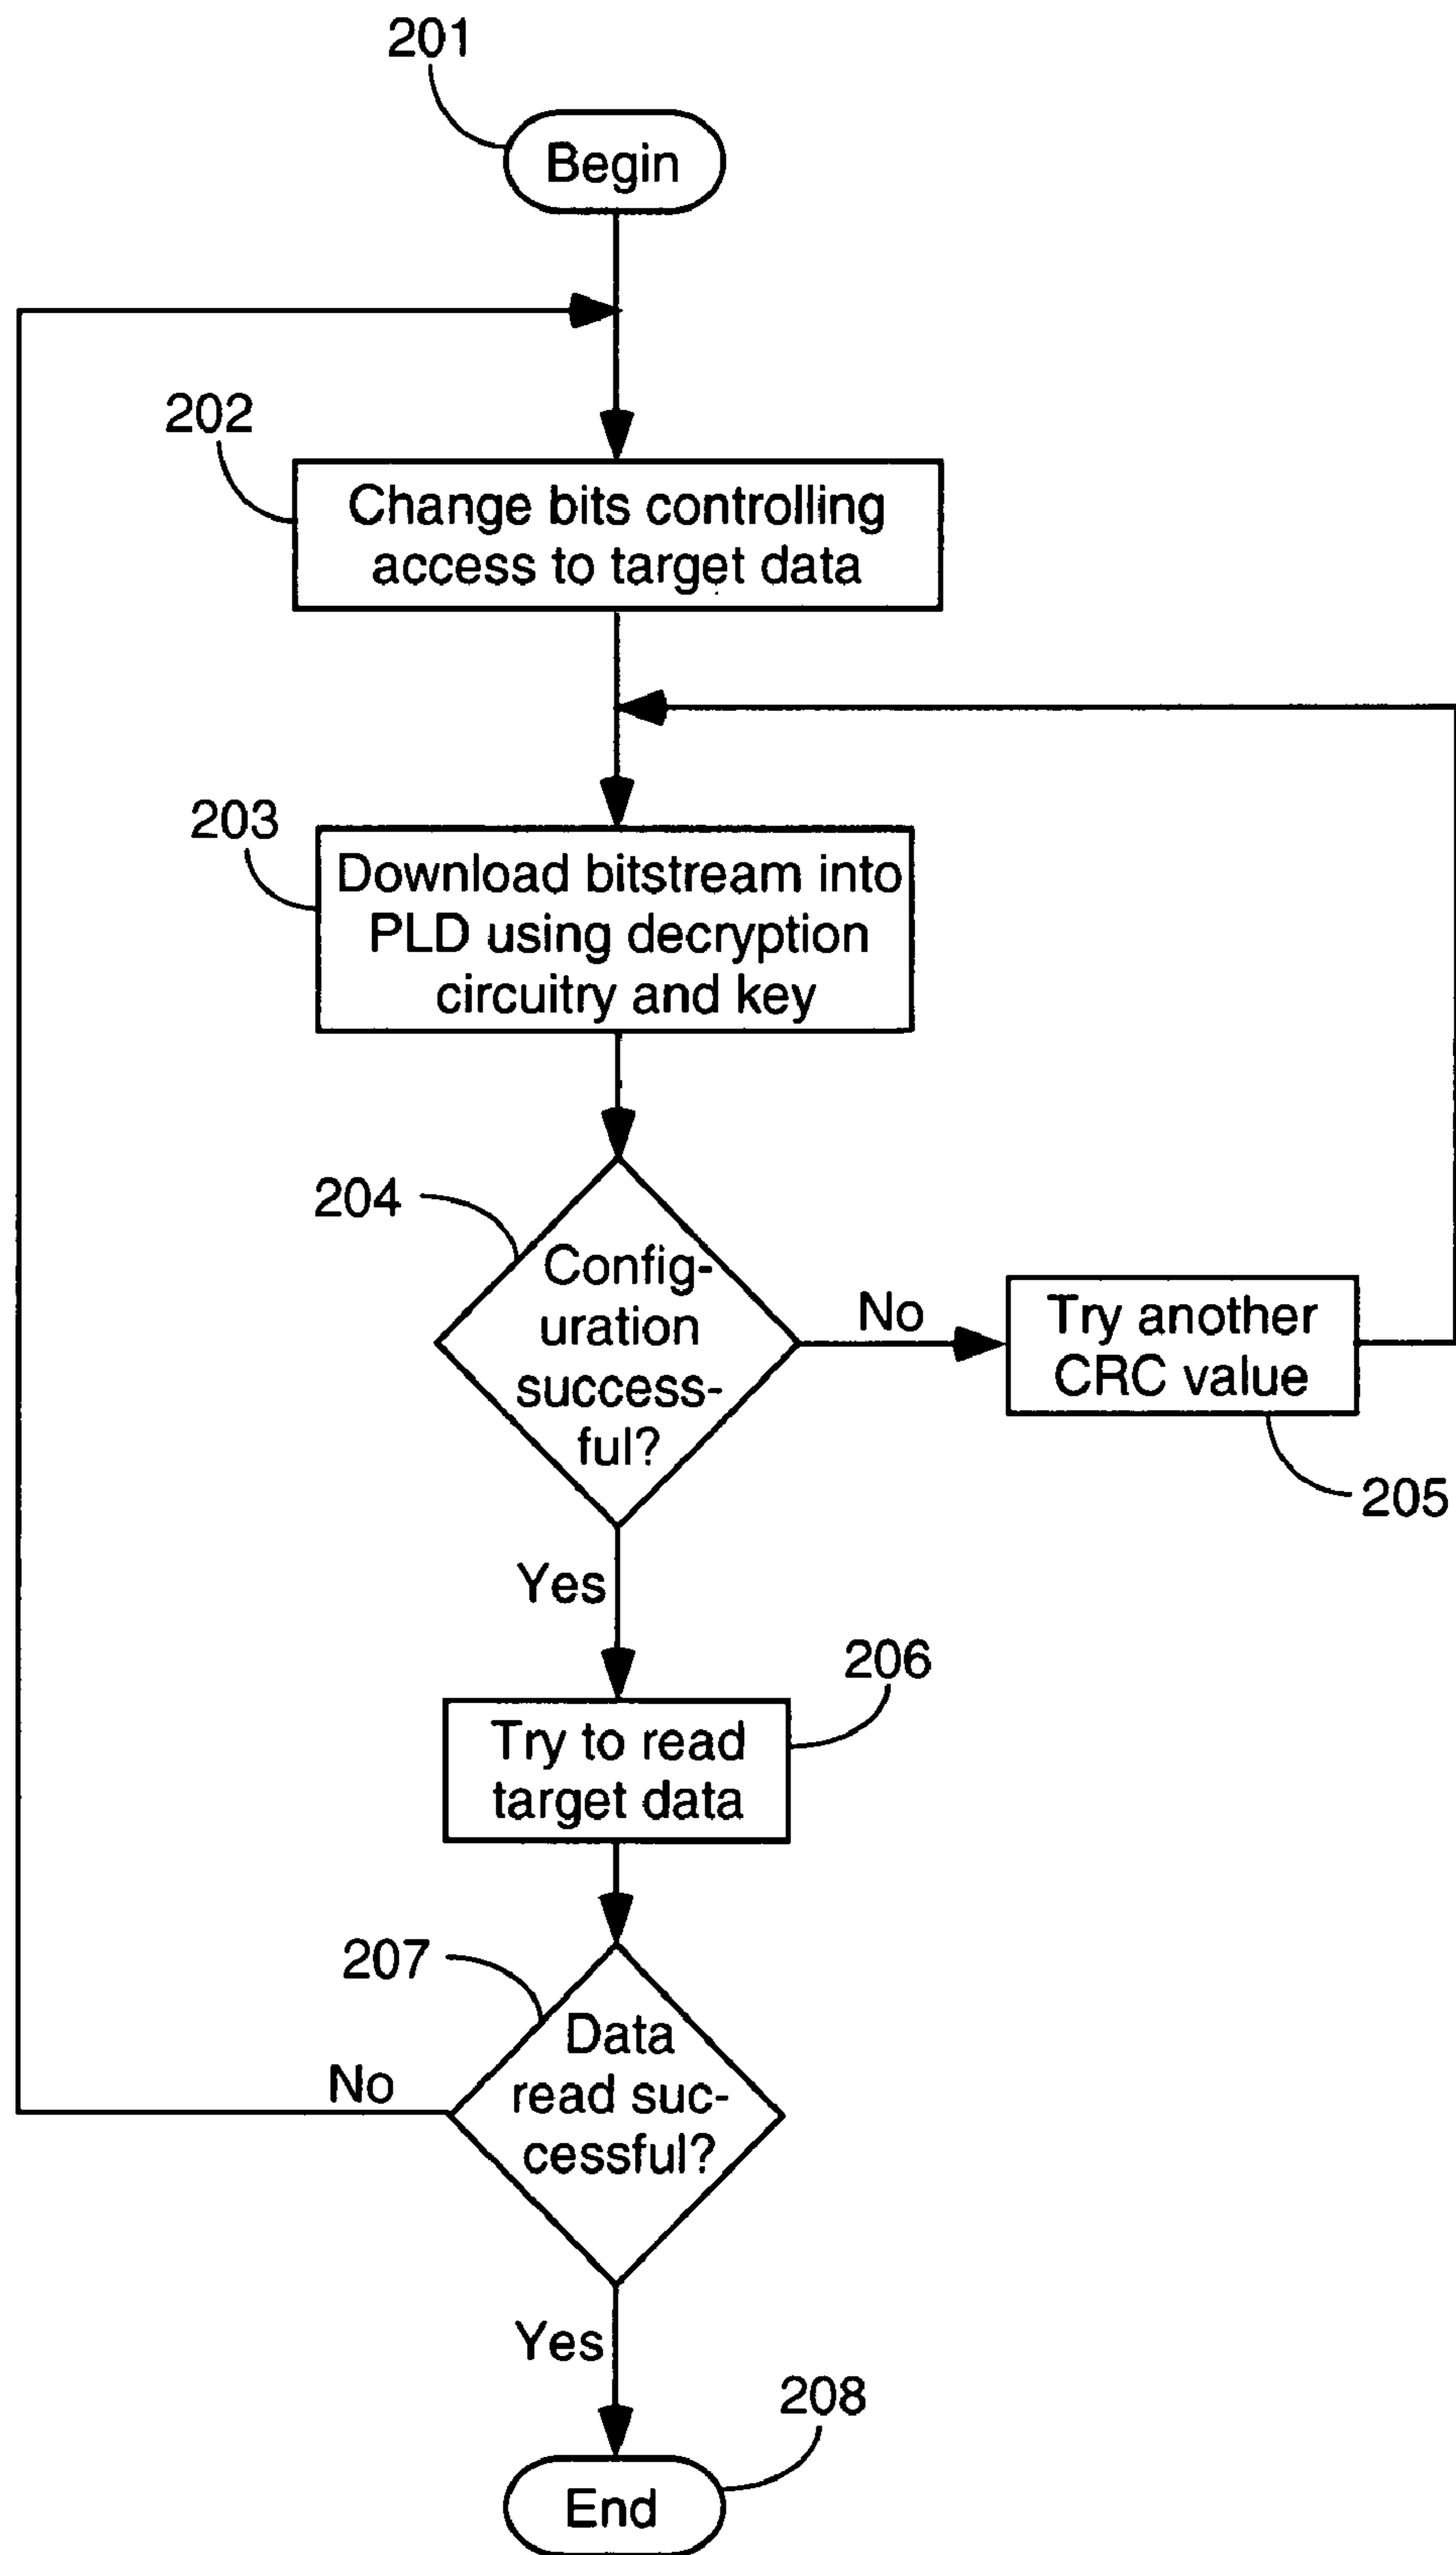 201
Begin
202
Change bits controlling
access to target data
203
Download bitstream into
PLD using decryption
circuitry and key
204
Config-
uration
success-
ful?
No
Try another
CRC value
205
Yes
206
Try to read
target data
207
Data
read suc-
cessful?
No
Yes
208
End